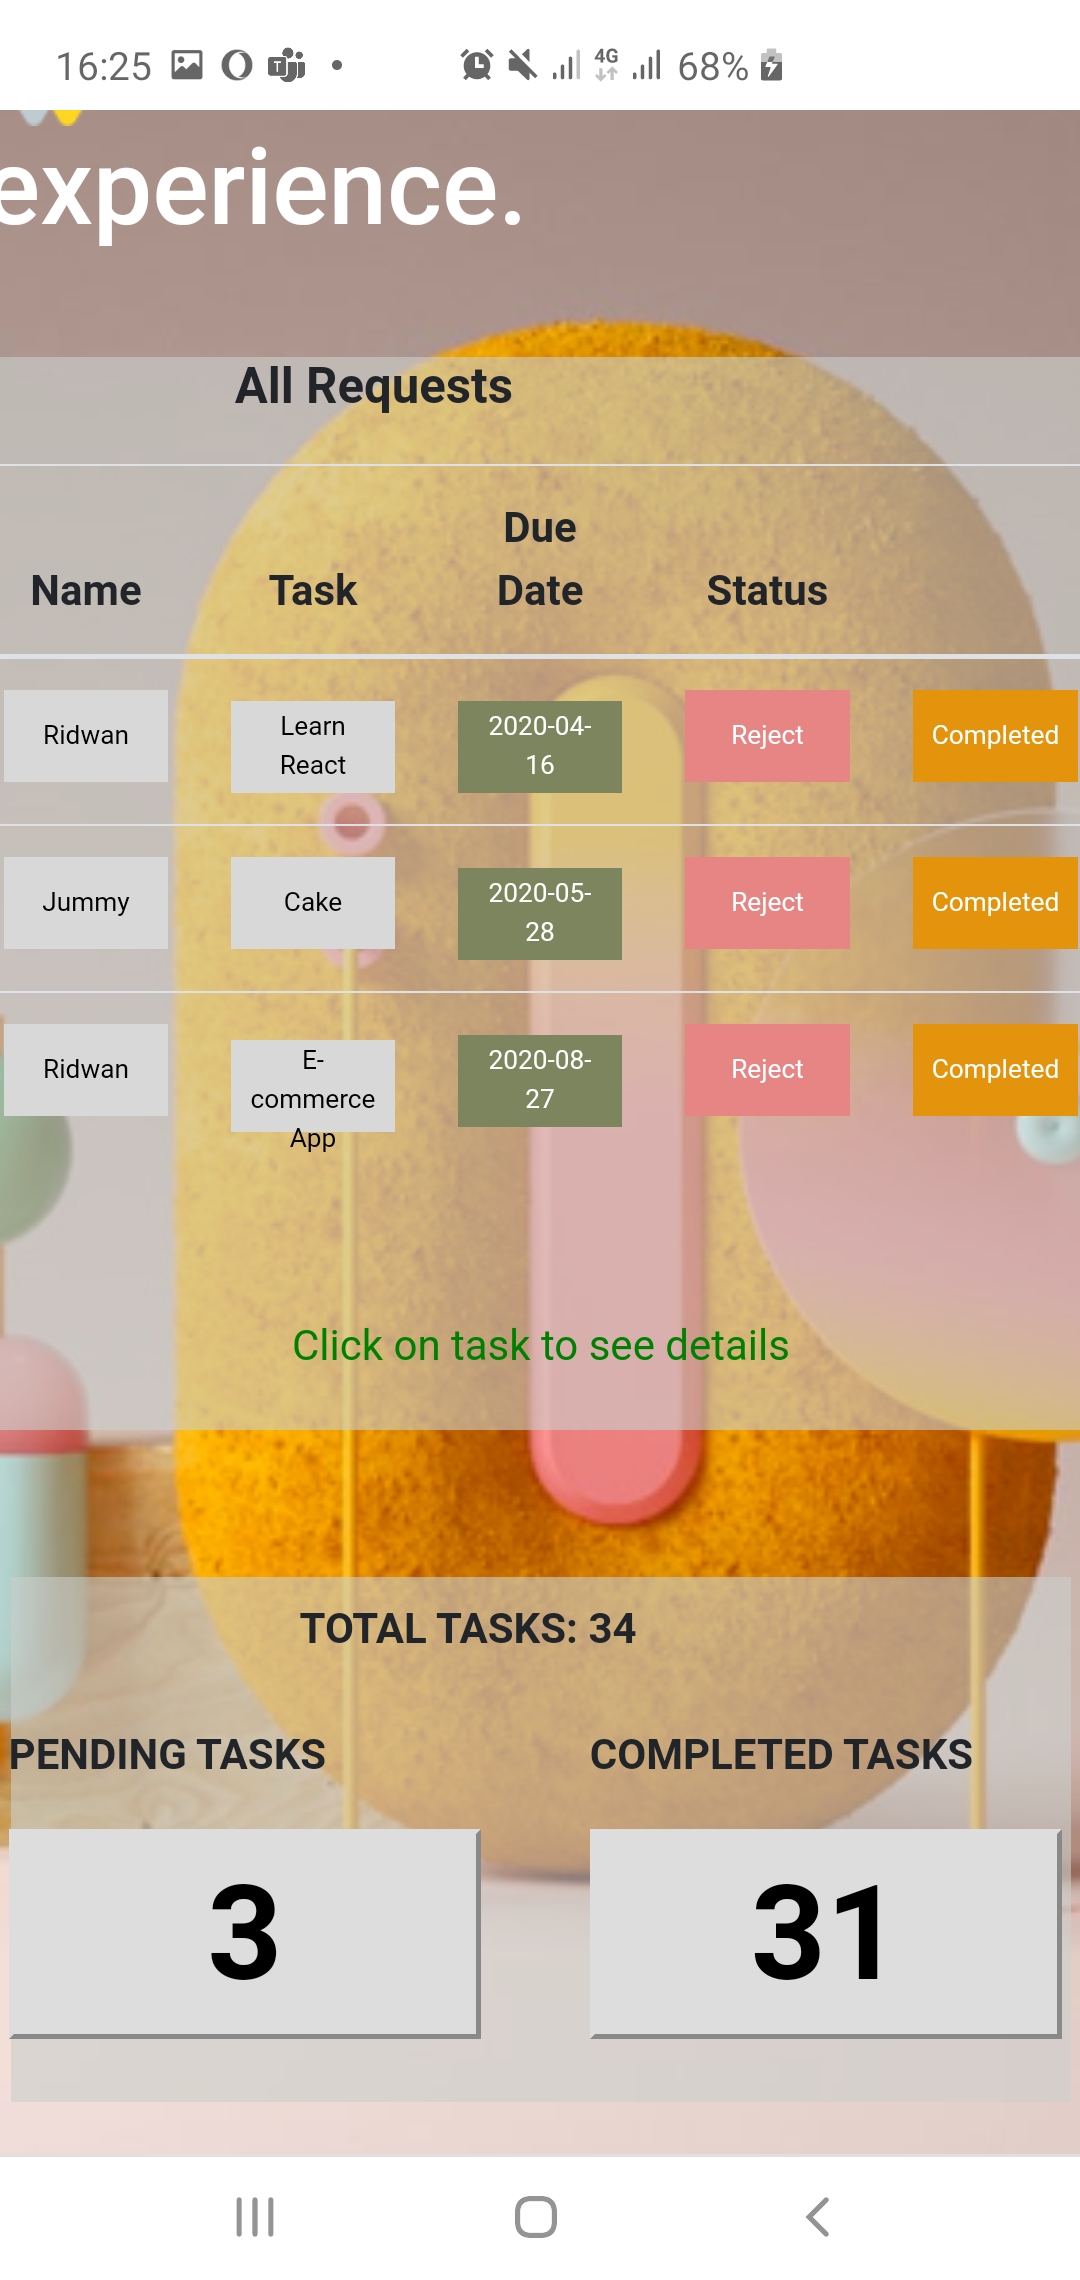 16:25 4G 68%
experience.
All Requests
Due
Name Task Date Status
Ridwan Learn React 2020-04-16 Reject Completed
Jummy Cake 2020-05-28 Reject Completed
Ridwan E-commerce App 2020-08-27 Reject Completed
Click on task to see details
TOTAL TASKS: 34
PENDING TASKS COMPLETED TASKS
3 31